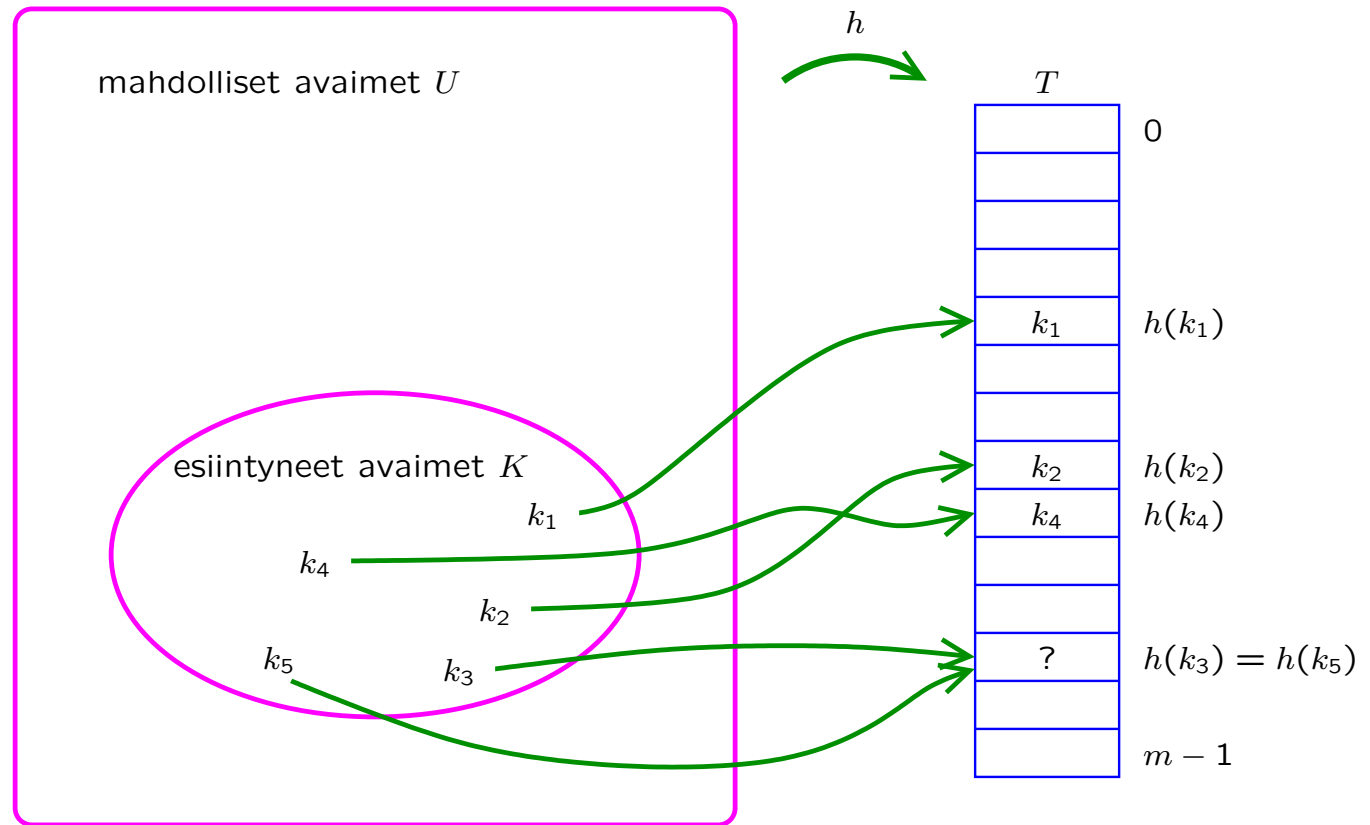 h
mahdolliset avaimet U
T
0
k₁ h(k₁)
esiintyneet avaimet K
k₂ h(k₂)
k₁
k₄ h(k₄)
k₄
k₂
k₅
k₃
? h(k₃) = h(k₅)
m − 1